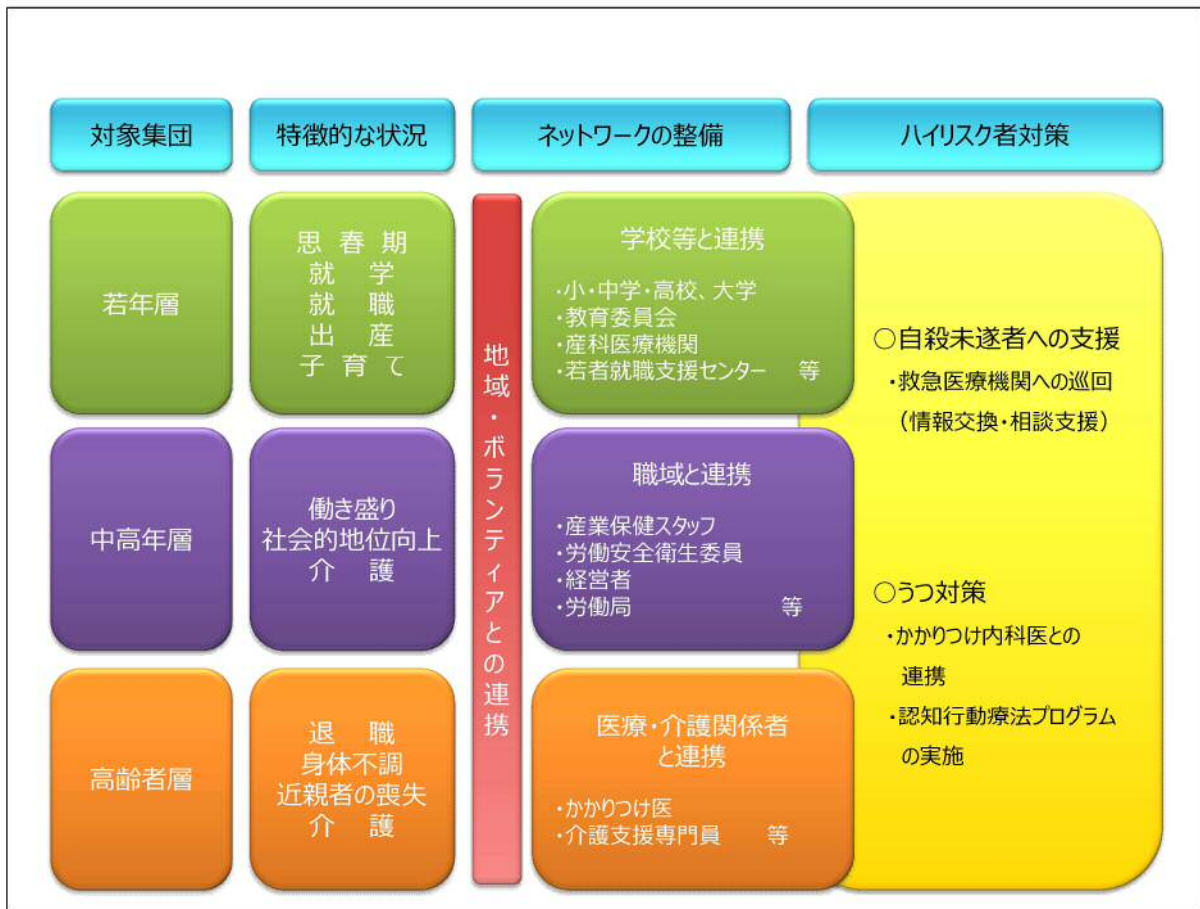 対象集団
特徴的な状況
ネットワークの整備
ハイリスク者対策
若年層
思 春 期
就 学
就 職
出 産
子 育 て
地域・ボランティアとの連携
学校等と連携
・小・中学・高校、大学
・教育委員会
・産科医療機関
・若者就職支援センター 等
中高年層
働き盛り
社会的地位向上
介 護
職域と連携
・産業保健スタッフ
・労働安全衛生委員
・経営者
・労働局 等
高齢者層
退 職
身体不調
近親者の喪失
介 護
医療・介護関係者
と連携
・かかりつけ医
・介護支援専門員 等
○自殺未遂者への支援
・救急医療機関への巡回
(情報交換・相談支援)
○うつ対策
・かかりつけ内科医との
連携
・認知行動療法プログラム
の実施